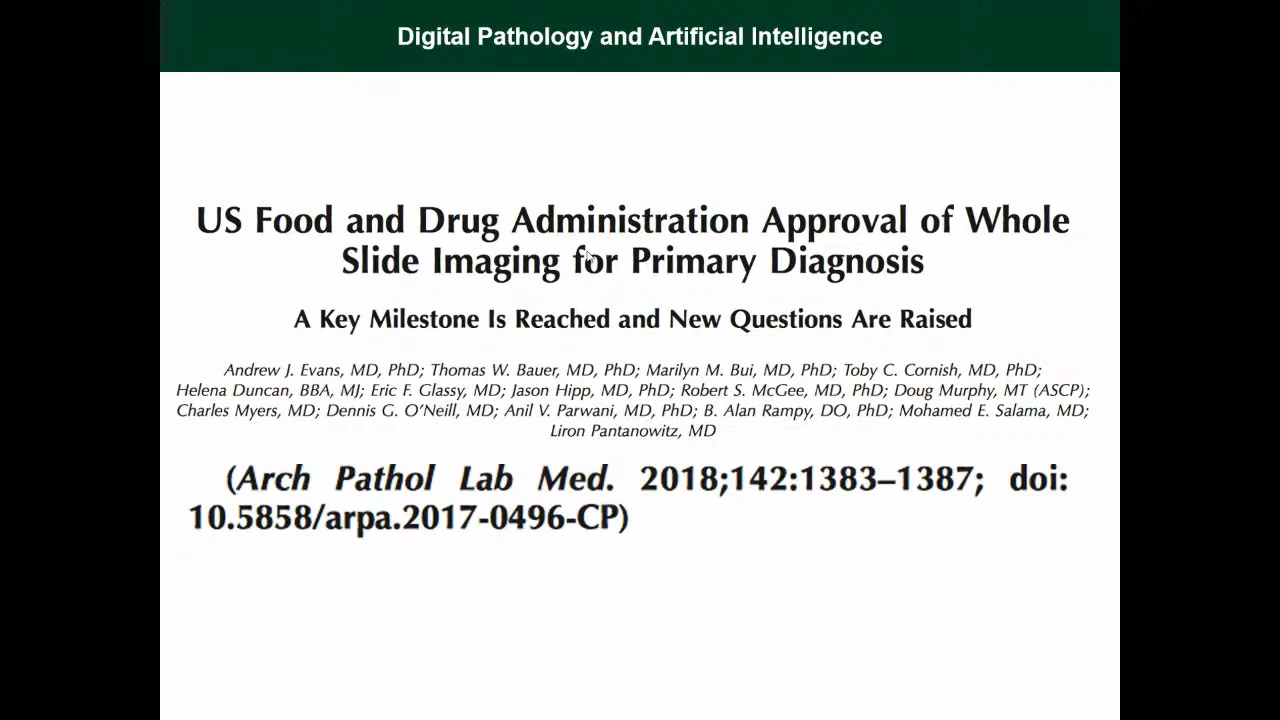 Digital Pathology and Artificial Intelligence
US Food and Drug Administration Approval of Whole
Slide Imaging for Primary Diagnosis
A Key Milestone Is Reached and New Questions Are Raised
Andrew J. Evans, MD, PhD; Thomas W. Bauer, MD, PhD; Marilyn M. Bui, MD, PhD; Toby C. Cornish, MD, PhD;
Helena Duncan, BBA, MJ; Eric F. Glassy, MD; Jason Hipp, MD, PhD; Robert S. McGee, MD, PhD; Doug Murphy, MT (ASCP);
Charles Myers, MD; Dennis G. O’Neill, MD; Anil V. Parwani, MD, PhD; B. Alan Rampy, DO, PhD; Mohamed E. Salama, MD;
Liron Pantanowitz, MD
(Arch Pathol Lab Med. 2018;142:1383–1387; doi:
10.5858/arpa.2017-0496-CP)